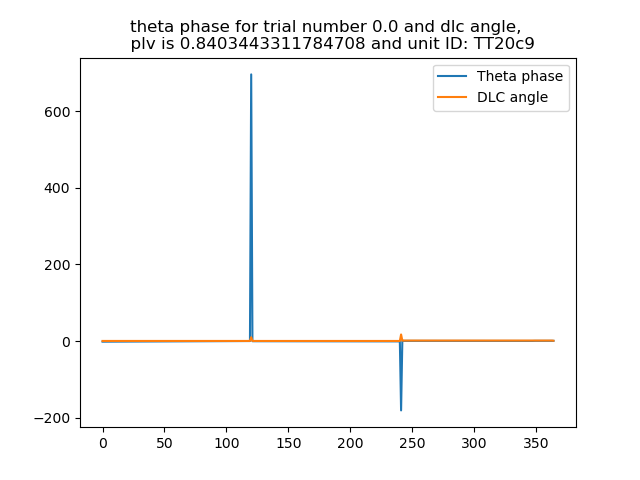 theta phase for trial number 0.0 and dlc angle,
plv is 0.8403443311784708 and unit ID: TT20c9
Theta phase
DLC angle
600
400
200
0
−200
0 50 100 150 200 250 300 350